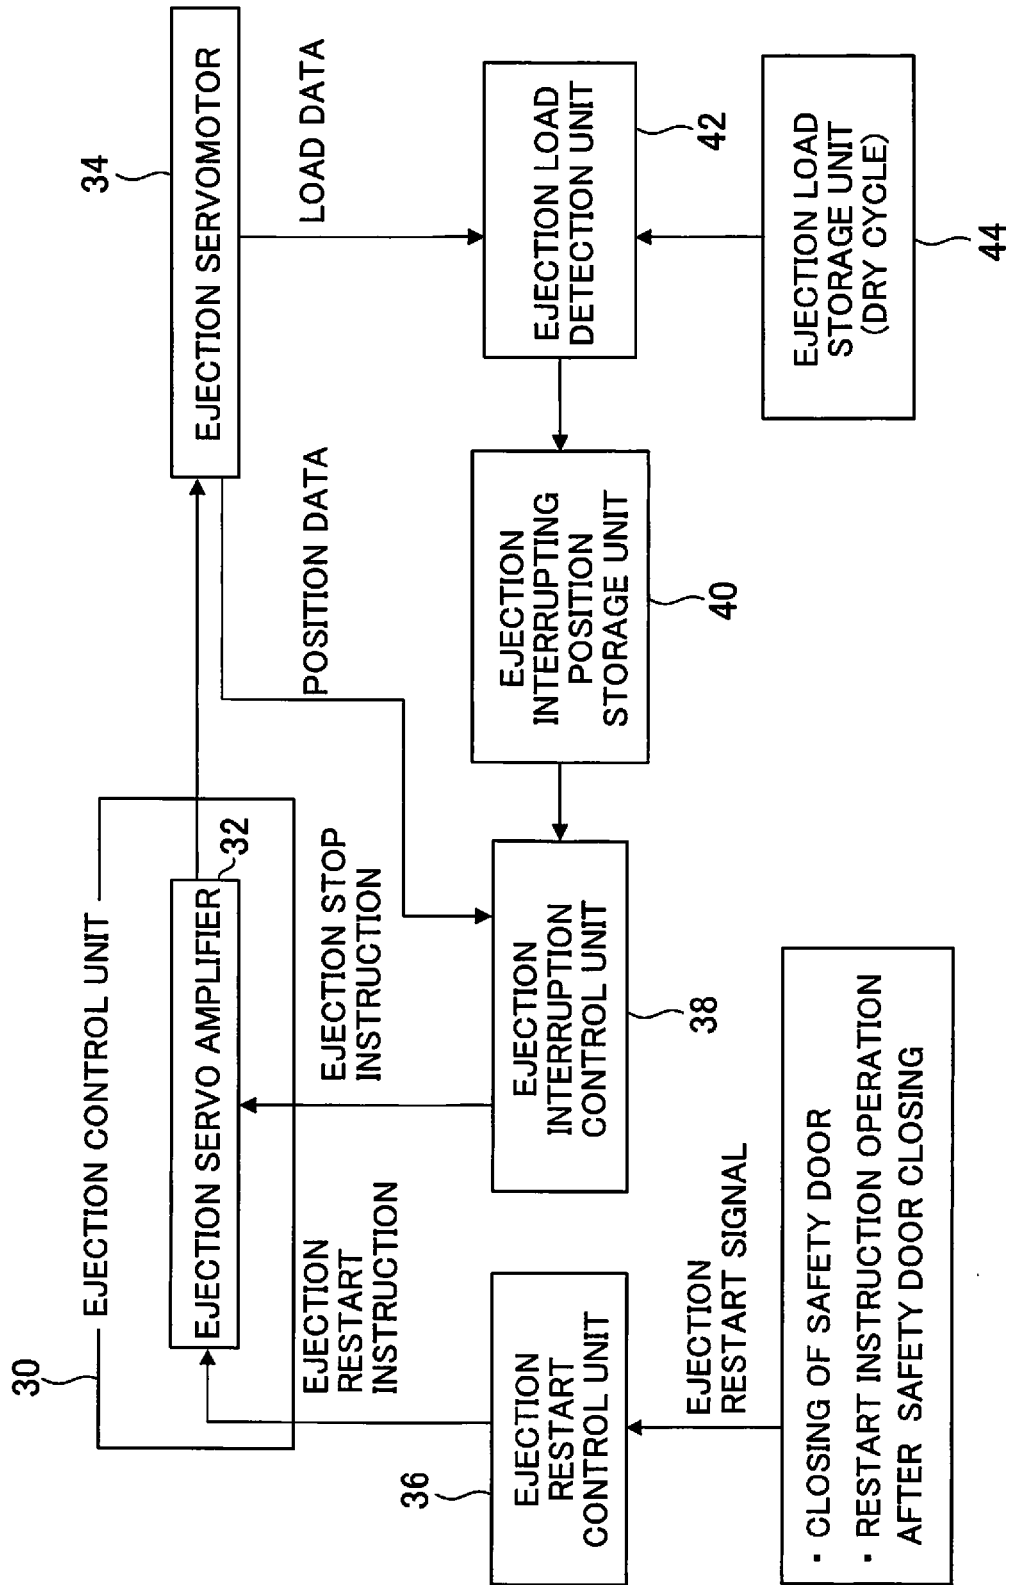 30
EJECTION CONTROL UNIT
EJECTION SERVO AMPLIFIER
32
34
EJECTION SERVOMOTOR
EJECTION
RESTART
INSTRUCTION
EJECTION STOP
INSTRUCTION
POSITION DATA
LOAD DATA
36
EJECTION
RESTART
CONTROL UNIT
EJECTION
INTERRUPTION
CONTROL UNIT
38
EJECTION
INTERRUPTING
POSITION
STORAGE UNIT
40
EJECTION LOAD
DETECTION UNIT
42
EJECTION
RESTART SIGNAL
· CLOSING OF SAFETY DOOR
· RESTART INSTRUCTION OPERATION
AFTER SAFETY DOOR CLOSING
EJECTION LOAD
STORAGE UNIT
(DRY CYCLE)
44